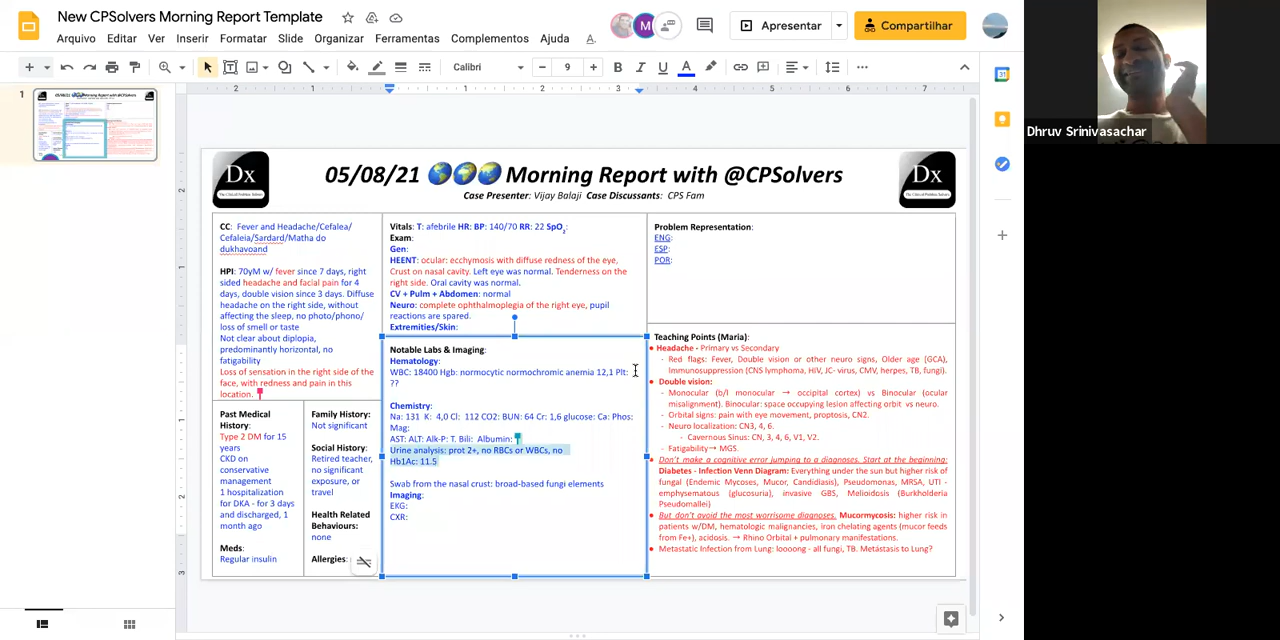 New CPSolvers Morning Report Template
Arquivo Editar Ver Inserir Formatar Slide Organizar Ferramentas Complementos Ajuda A.
M
Apresentar
Compartilhar
Calibri
9
B I U A
2 1 1 2 3 4 5 6 7
1
Dx
05/08/21 Morning Report with @CPSolvers
Case Presenter: Vijay Balaji Case Discussants: CPS Fam
Dx
CC: Fever and Headache/Cefalea/
Cefaleia/Sardard/Matha do
dukhavoand
HPI: 70yM w/ fever since 7 days, right
sided headache and facial pain for 4
days, double vision since 3 days. Diffuse
headache on the right side, without
affecting the sleep, no photo/phono/
loss of smell or taste
Not clear about diplopia,
predominantly horizontal, no
fatigability
Loss of sensation in the right side of the
face, with redness and pain in this
location.
Past Medical
History:
Type 2 DM for 15
years
CKD on
conservative
management
1 hospitalization
for DKA - for 3 days
and discharged, 1
month ago
Meds:
Regular insulin
Family History:
Not significant
Social History:
Retired teacher,
no significant
exposure, or
travel
Health Related
Behaviours:
none
Allergies:
Vitals: T: afebrile HR: BP: 140/70 RR: 22 SpO2:
Exam:
Gen:
HEENT: ocular: ecchymosis with diffuse redness of the eye,
Crust on nasal cavity. Left eye was normal. Tenderness on the
right side. Oral cavity was normal.
CV + Pulm + Abdomen: normal
Neuro: complete ophthalmoplegia of the right eye, pupil
reactions are spared.
Extremities/Skin:
Notable Labs & Imaging:
Hematology:
WBC: 18400 Hgb: normocytic normochromic anemia 12,1 Plt:
??
Chemistry:
Na: 131 K: 4,0 Cl: 112 CO2: BUN: 64 Cr: 1,6 glucose: Ca: Phos:
Mag:
AST: ALT: Alk-P: T. Bili: Albumin:
Urine analysis: prot 2+, no RBCs or WBCs, no
Hb1Ac: 11.5
Swab from the nasal crust: broad-based fungi elements
Imaging:
EKG:
CXR:
Problem Representation:
ENG:
ESP:
POR:
Teaching Points (Maria):
Headache - Primary vs Secondary
- Red flags: Fever, Double vision or other neuro signs, Older age (GCA),
Immunosuppression (CNS lymphoma, HIV, JC- virus, CMV, herpes, TB, fungi).
Double vision:
- Monocular (b/l monocular → occipital cortex) vs Binocular (ocular
misalignment). Binocular: space occupying lesion affecting orbit vs neuro.
- Orbital signs: pain with eye movement, proptosis, CN2.
- Neuro localization: CN3, 4, 6.
- Cavernous Sinus: CN, 3, 4, 6, V1, V2.
- Fatigability→ MGS.
Don't make a cognitive error jumping to a diagnoses. Start at the beginning:
Diabetes - Infection Venn Diagram: Everything under the sun but higher risk of
fungal (Endemic Mycoses, Mucor, Candidiasis), Pseudomonas, MRSA, UTI -
emphysematous (glucosuria), invasive GBS, Melioidosis (Burkholderia
Pseudomallei)
But don't avoid the most worrisome diagnoses. Mucormycosis: higher risk in
patients w/DM, hematologic malignancies, iron chelating agents (mucor feeds
from Fe+), acidosis. → Rhino Orbital + pulmonary manifestations.
Metastatic Infection from Lung: loooong - all fungi, TB. Metástasis to Lung?
Dhruv Srinivasachar